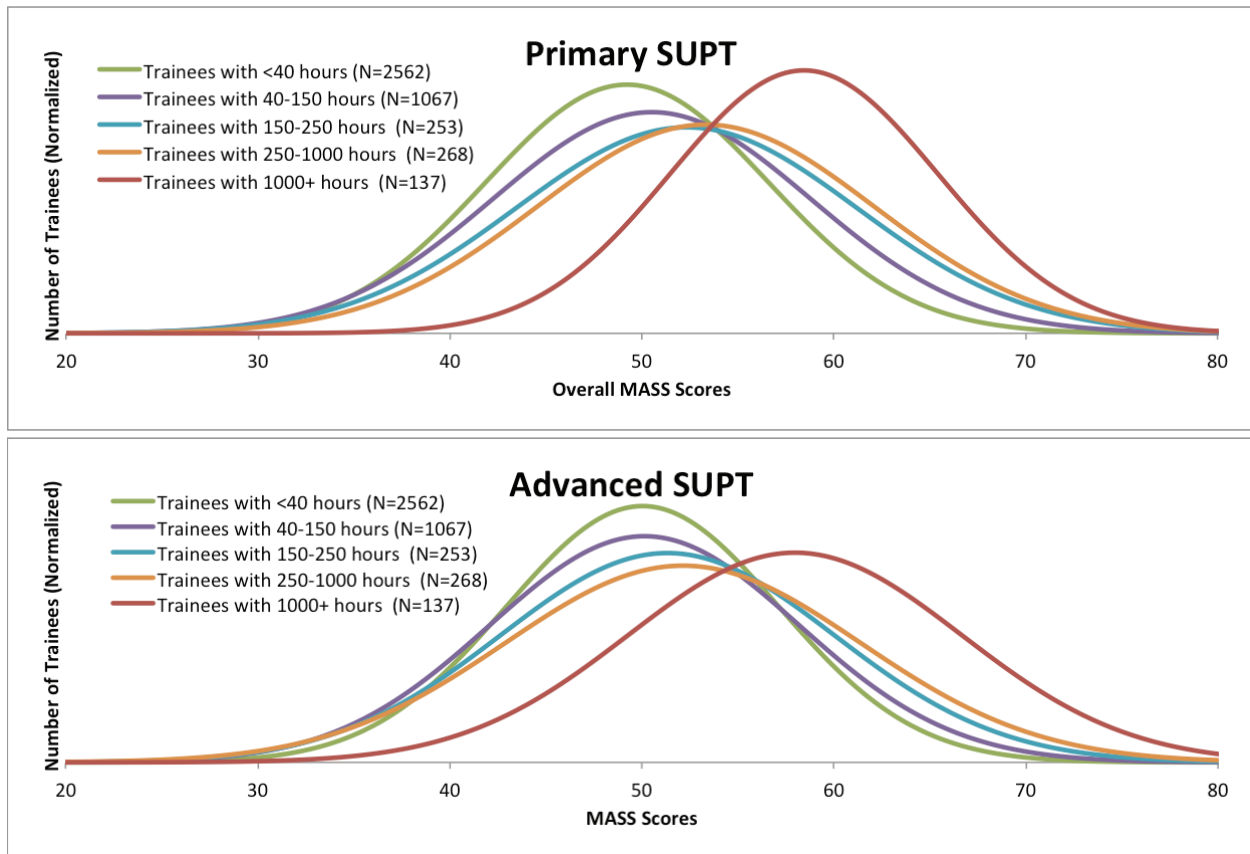 Primary SUPT
Number of Trainees (Normalized)
Trainees with <40 hours (N=2562)
Trainees with 40-150 hours (N=1067)
Trainees with 150-250 hours (N=253)
Trainees with 250-1000 hours (N=268)
Trainees with 1000+ hours (N=137)
20 30 40 50 60 70 80
Overall MASS Scores
Advanced SUPT
Number of Trainees (Normalized)
Trainees with <40 hours (N=2562)
Trainees with 40-150 hours (N=1067)
Trainees with 150-250 hours (N=253)
Trainees with 250-1000 hours (N=268)
Trainees with 1000+ hours (N=137)
20 30 40 50 60 70 80
MASS Scores